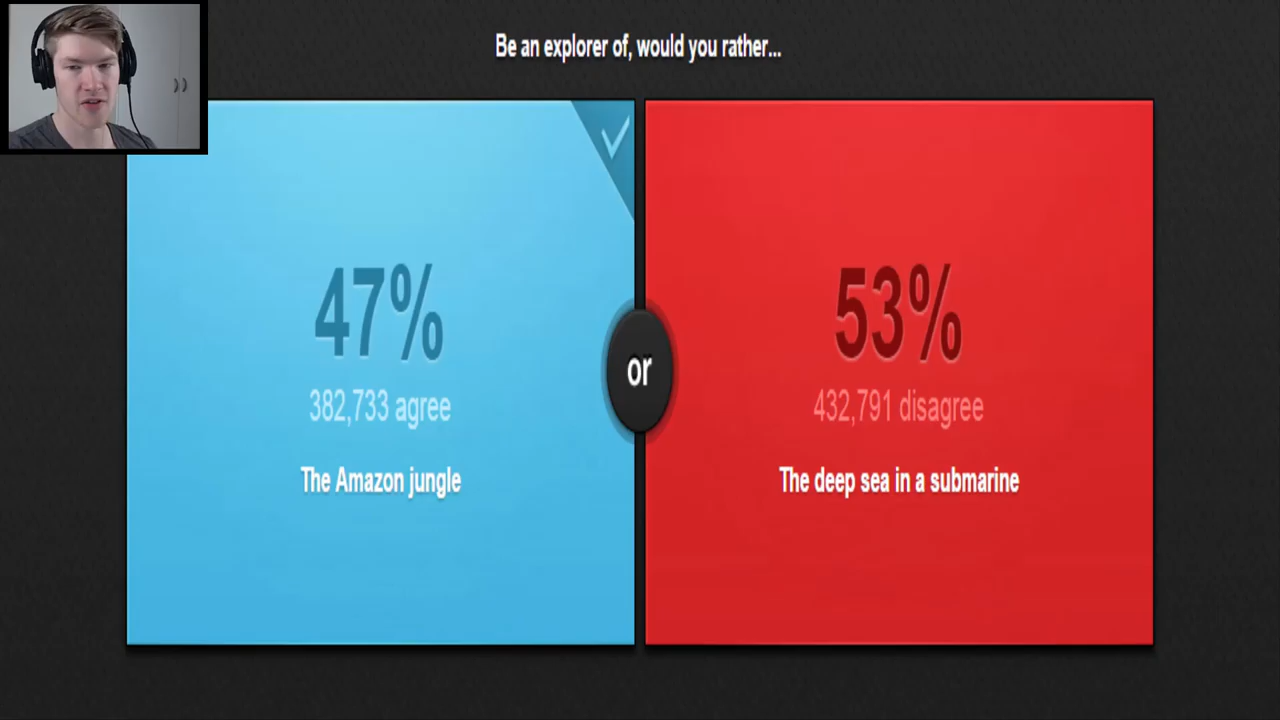 Be an explorer of, would you rather...
47%
382,733 agree
The Amazon jungle
or
53%
432,791 disagree
The deep sea in a submarine